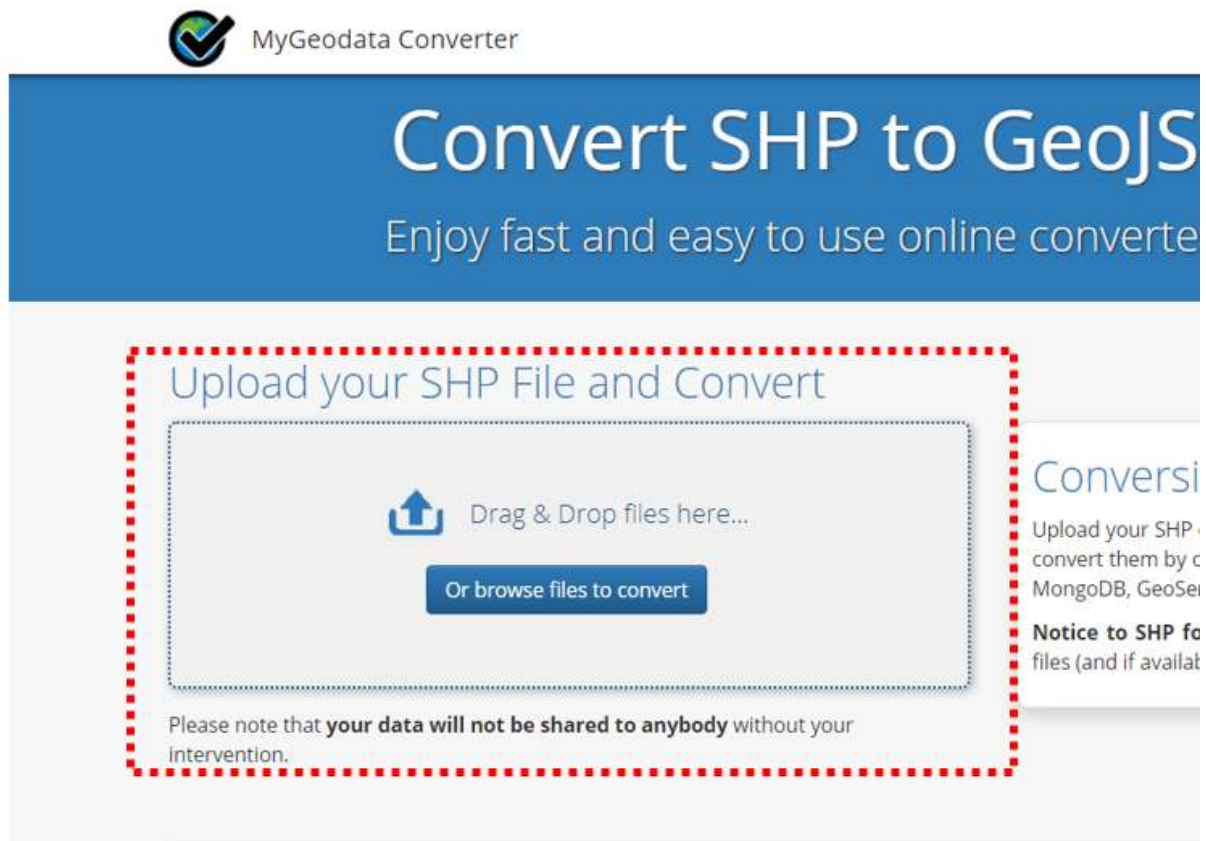 MyGeodata Converter
Convert SHP to GeoJS
Enjoy fast and easy to use online converte
Upload your SHP File and Convert
Drag & Drop files here...
Or browse files to convert
Please note that your data will not be shared to anybody without your
intervention.
Conversi
Upload your SHP
convert them by c
MongoDB, GeoSer
Notice to SHP fo
files (and if availab